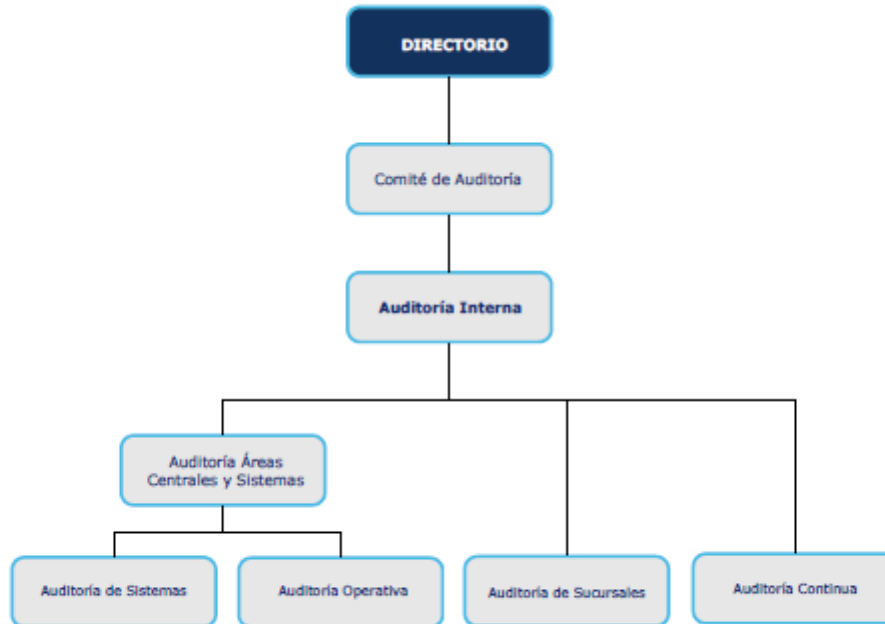 DIRECTORIO
Comité de Auditoría
Auditoría Interna
Auditoría Áreas
Centrales y Sistemas
Auditoría de Sistemas
Auditoría Operativa
Auditoría de Sucursales
Auditoría Continua